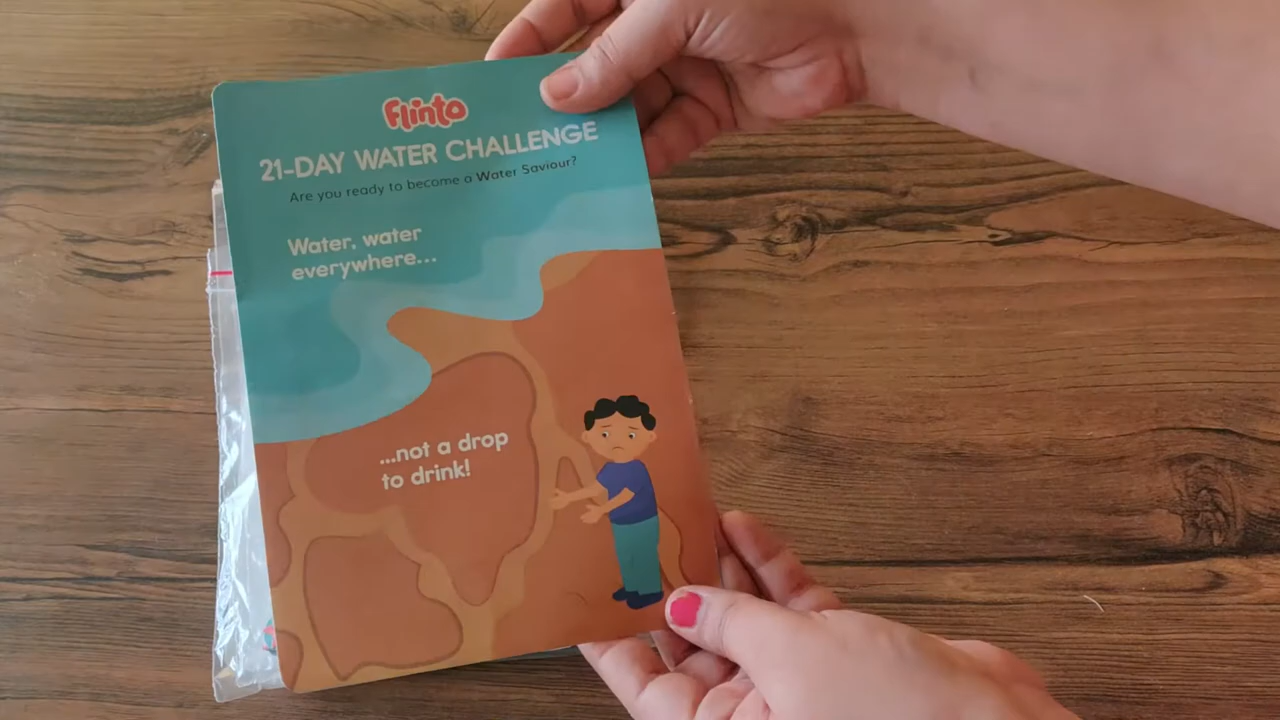 Flinto
21-DAY WATER CHALLENGE
Are you ready to become a Water Saviour?
Water, water
everywhere...
...not a drop
to drink!